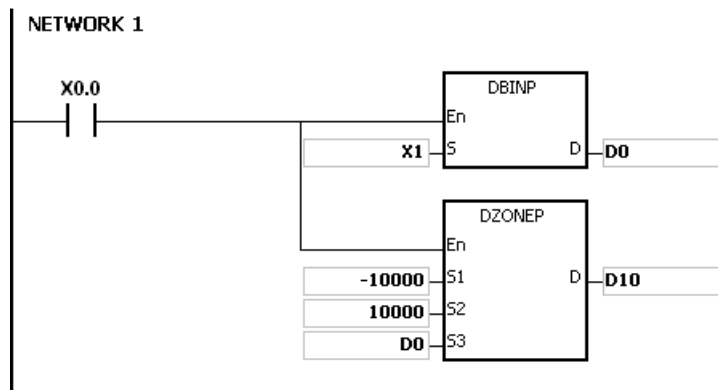 NETWORK 1
X0.0
DBINP
En
X1 S D D0
DZONEP
En
-10000 S1 D D10
10000 S2
D0 S3